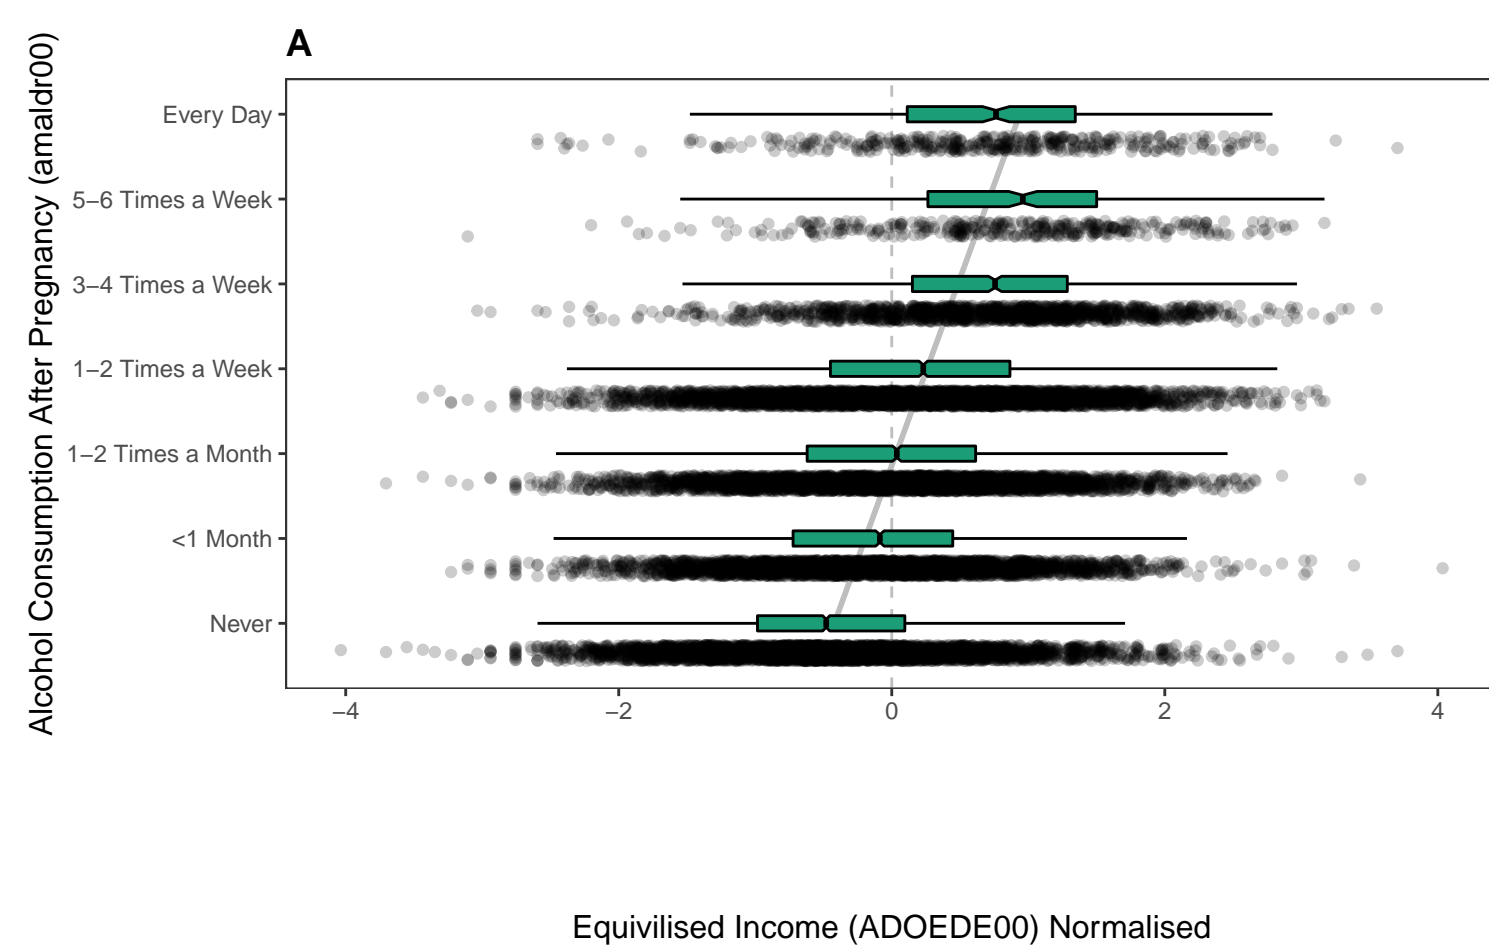 A
Alcohol Consumption After Pregnancy (amaldr00)
Every Day
5–6 Times a Week
3–4 Times a Week
1–2 Times a Week
1–2 Times a Month
<1 Month
Never
−4 −2 0 2 4
Equivilised Income (ADOEDE00) Normalised